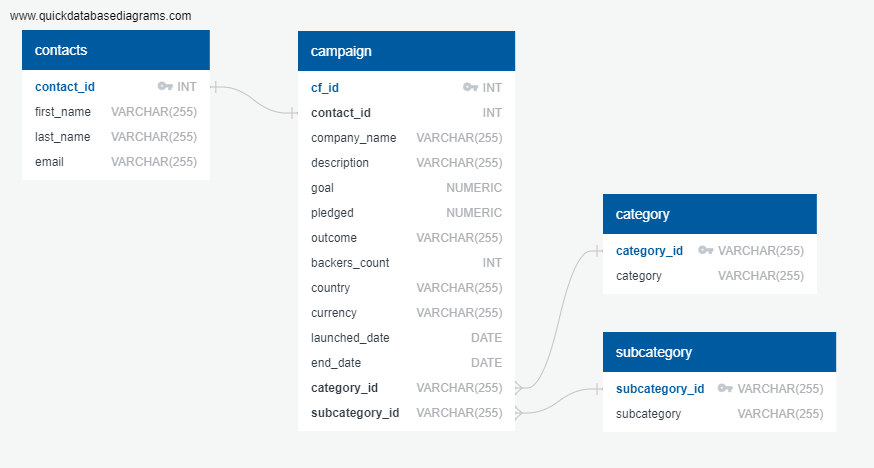 www.quickdatabasediagrams.com
contacts
contact_id INT
first_name VARCHAR(255)
last_name VARCHAR(255)
email VARCHAR(255)
campaign
cf_id INT
contact_id INT
company_name VARCHAR(255)
description VARCHAR(255)
goal NUMERIC
pledged NUMERIC
outcome VARCHAR(255)
backers_count INT
country VARCHAR(255)
currency VARCHAR(255)
launched_date DATE
end_date DATE
category_id VARCHAR(255)
subcategory_id VARCHAR(255)
category
category_id VARCHAR(255)
category VARCHAR(255)
subcategory
subcategory_id VARCHAR(255)
subcategory VARCHAR(255)